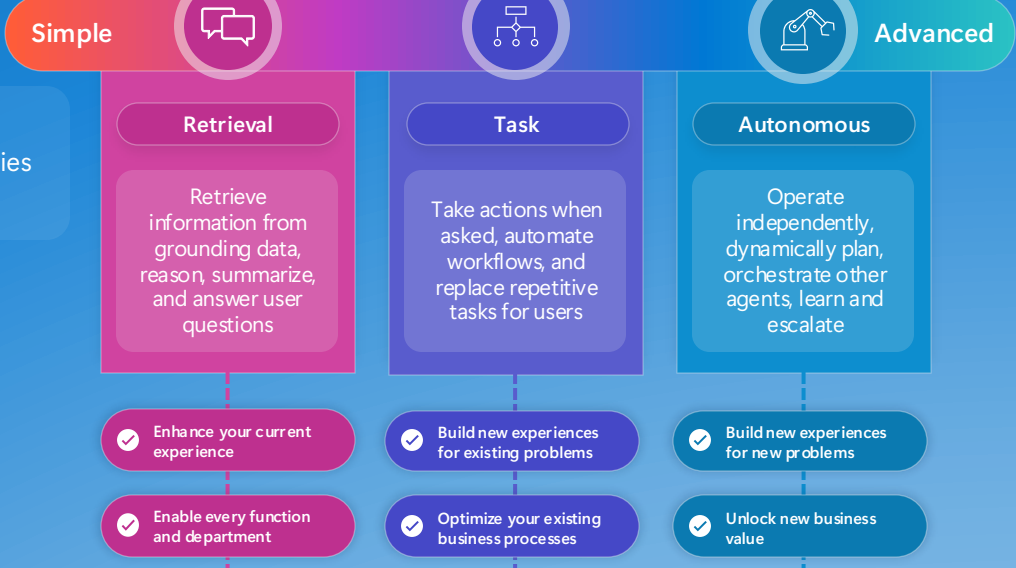 Simple
Advanced
ies
Retrieval
Retrieve
information from
grounding data,
reason, summarize,
and answer user
questions
Enhance your current
experience
Enable every function
and department
Task
Take actions when
asked, automate
workflows, and
replace repetitive
tasks for users
Build new experiences
for existing problems
Optimize your existing
business processes
Autonomous
Operate
independently,
dynamically plan,
orchestrate other
agents, learn and
escalate
Build new experiences
for new problems
Unlock new business
value